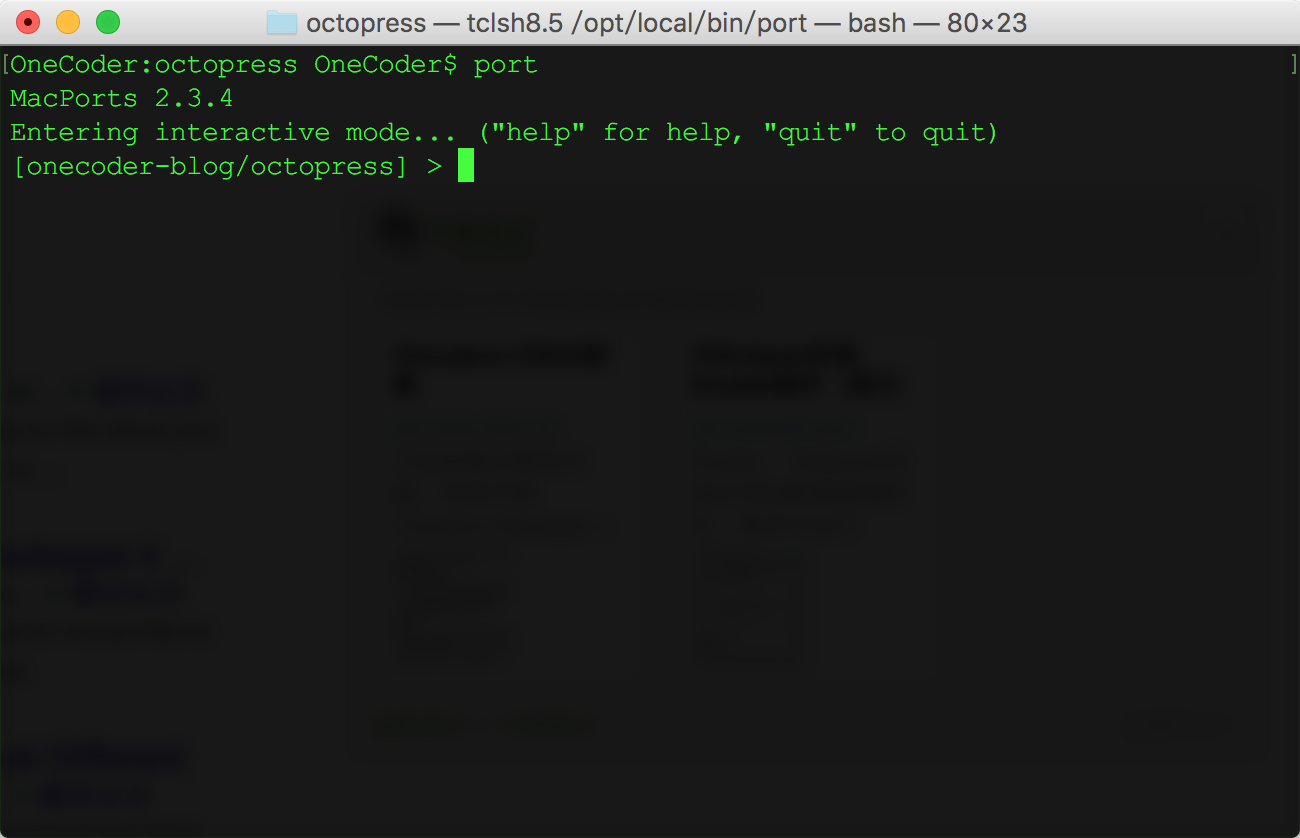 octopress — tclsh8.5 /opt/local/bin/port — bash — 80×23
[OneCoder:octopress OneCoder$ port ]
MacPorts 2.3.4
Entering interactive mode... ("help" for help, "quit" to quit)
[onecoder-blog/octopress] >